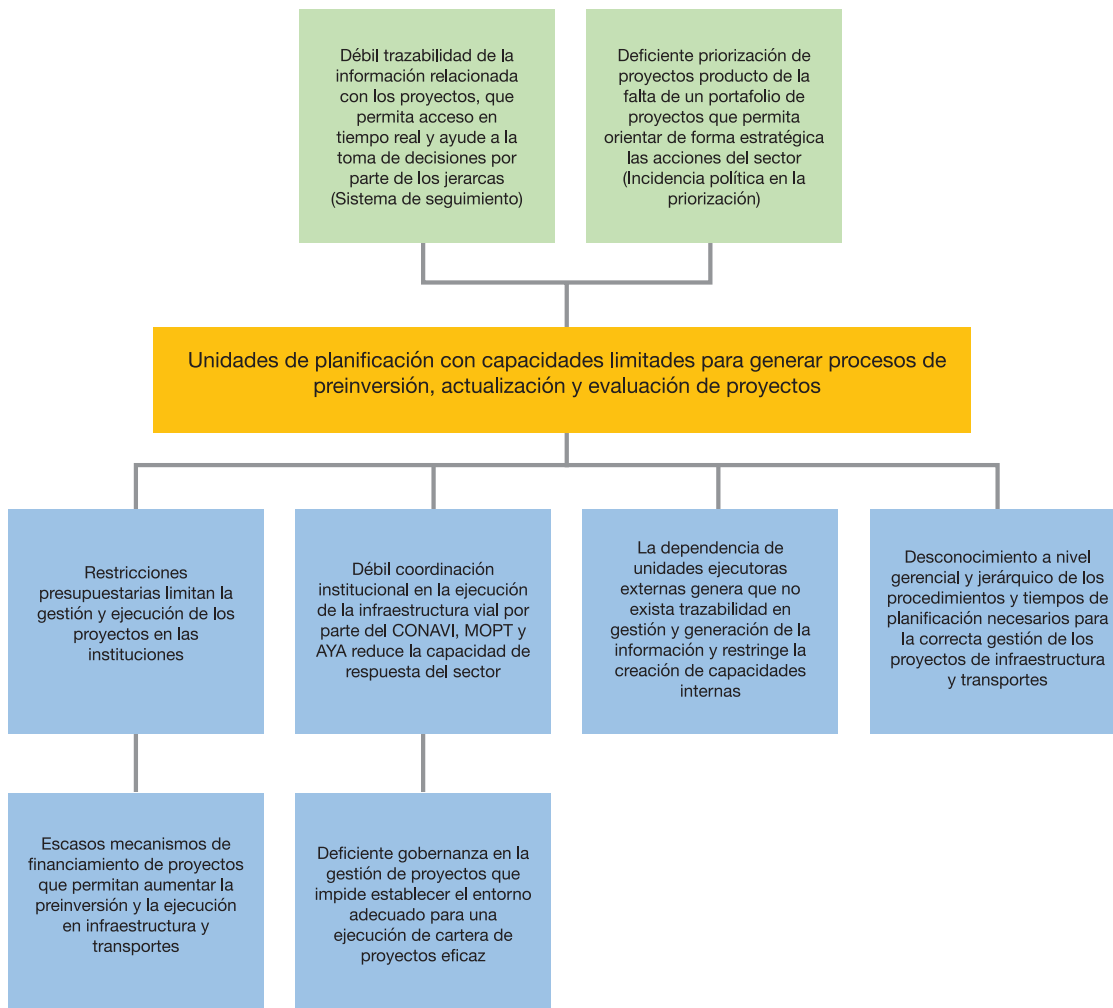 Débil trazabilidad de la
información relacionada
con los proyectos, que
permita acceso en
tiempo real y ayude a la
toma de decisiones por
parte de los jerarcas
(Sistema de seguimiento)
Deficiente priorización de
proyectos producto de la
falta de un portafolio de
proyectos que permita
orientar de forma estratégica
las acciones del sector
(Incidencia política en la
priorización)
Unidades de planificación con capacidades limitadas para generar procesos de
preinversión, actualización y evaluación de proyectos
Restricciones
presupuestarias limitan la
gestión y ejecución de los
proyectos en las
instituciones
Débil coordinación
institucional en la ejecución
de la infraestructura vial por
parte del CONAVI, MOPT y
AYA reduce la capacidad de
respuesta del sector
La dependencia de
unidades ejecutoras
externas genera que no
exista trazabilidad en
gestión y generación de la
información y restringe la
creación de capacidades
internas
Desconocimiento a nivel
gerencial y jerárquico de los
procedimientos y tiempos de
planificación necesarios para
la correcta gestión de los
proyectos de infraestructura
y transportes
Escasos mecanismos de
financiamiento de proyectos
que permitan aumentar la
preinversión y la ejecución
en infraestructura y
transportes
Deficiente gobernanza en la
gestión de proyectos que
impide establecer el entorno
adecuado para una
ejecución de cartera de
proyectos eficaz